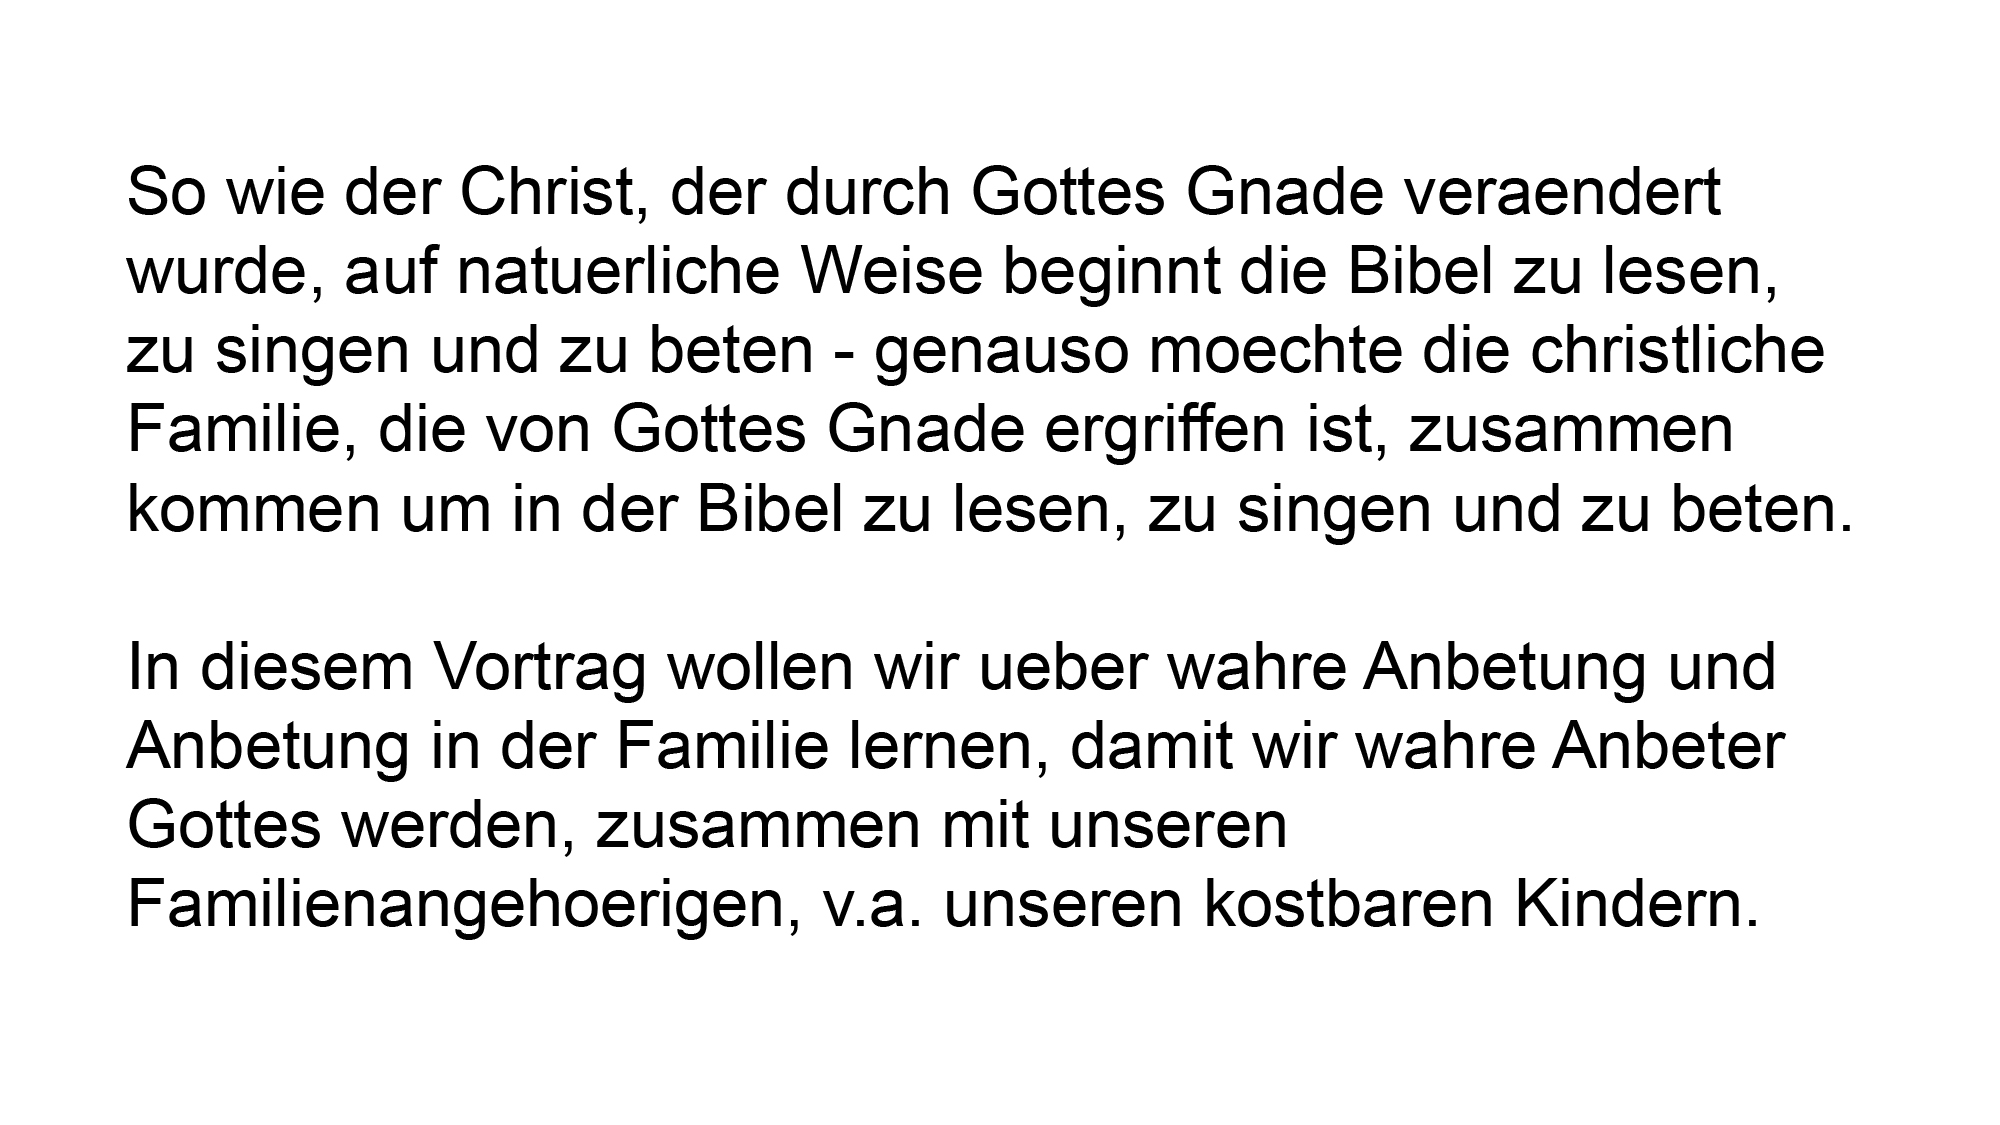 So wie der Christ, der durch Gottes Gnade veraendert
wurde, auf natuerliche Weise beginnt die Bibel zu lesen,
zu singen und zu beten - genauso moechte die christliche
Familie, die von Gottes Gnade ergriffen ist, zusammen
kommen um in der Bibel zu lesen, zu singen und zu beten.
In diesem Vortrag wollen wir ueber wahre Anbetung und
Anbetung in der Familie lernen, damit wir wahre Anbeter
Gottes werden, zusammen mit unseren
Familienangehoerigen, v.a. unseren kostbaren Kindern.